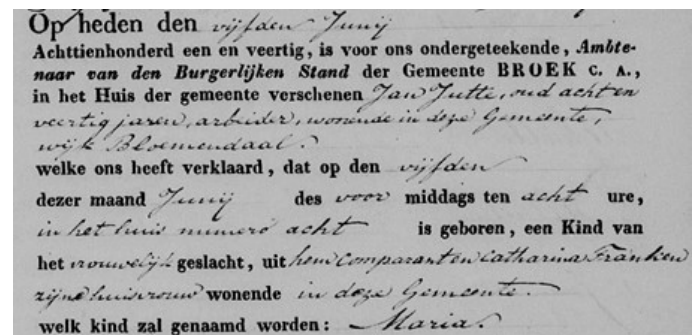 Op heden den vijfden Junij
Achttienhonderd een en veertig, is voor ons ondergeteekende, Ambte-
naar van den Burgerlijken Stand der Gemeente BROEK C. A.,
in het Huis der gemeente verschenen Jan Jutte, oud acht en
veertig jaren, arbeider, wonende in deze Gemeente,
wijk Bloemendaal.
welke ons heeft verklaard, dat op den vijfden
dezer maand Junij des voor middags ten acht ure,
in het huis numero acht is geboren, een Kind van
het vrouwelijk geslacht, uit hem Comparant en Catharina Franken
zijne huisvrouw wonende in deze Gemeente.
welk kind zal genaamd worden: Maria.